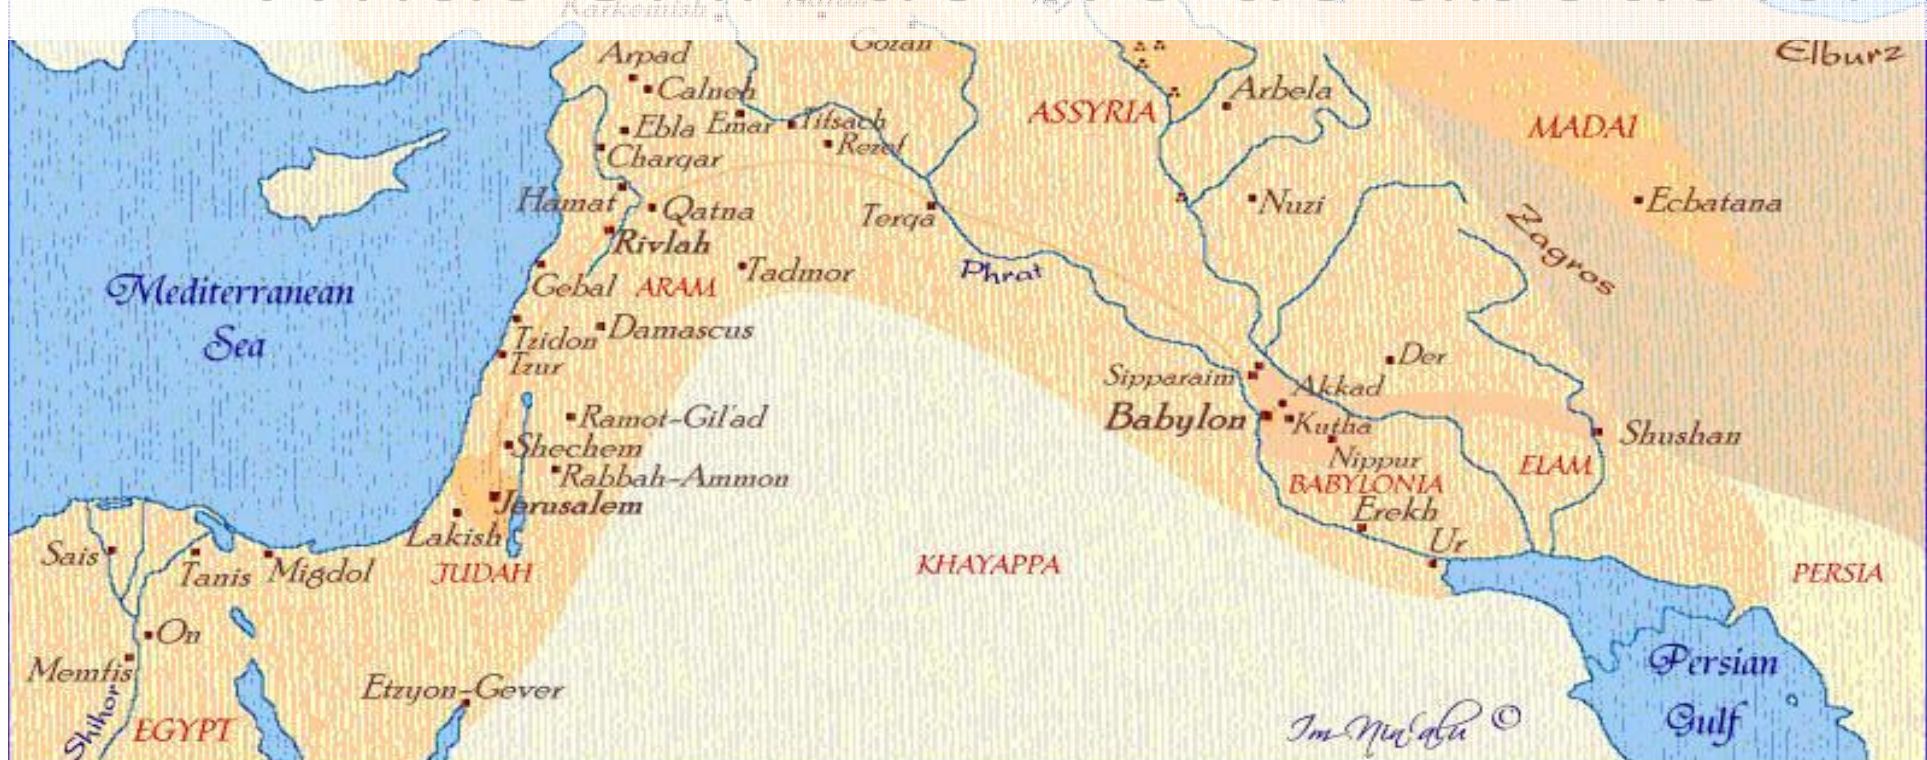 Karkemish
Elburz
Arpad
Gozan
Calneh
Arbela
ASSYRIA
MADAI
Ebla
Emar
Tifsach
Rezef
Charqar
Hamat
Qatna
Terqa
Nuzi
Ecbatana
Zagros
Rivlah
Phrat
Tadmor
Gebal
ARAM
Mediterranean
Sea
Tzidon
Damascus
Tzur
Der
Sipparaim
Akkad
Babylon
Kutha
Ramot-Gil'ad
Shechem
Shushan
Nippur
ELAM
Rabbah-Ammon
BABYLONIA
Jerusalem
Erekh
Lakish
Ur
Sais
Tanis
Migdol
JUDAH
KHAYAPPA
PERSIA
On
Memfis
Etzyon-Gever
Persian
Gulf
Shihor
EGYPT
Im Nin'alu ©